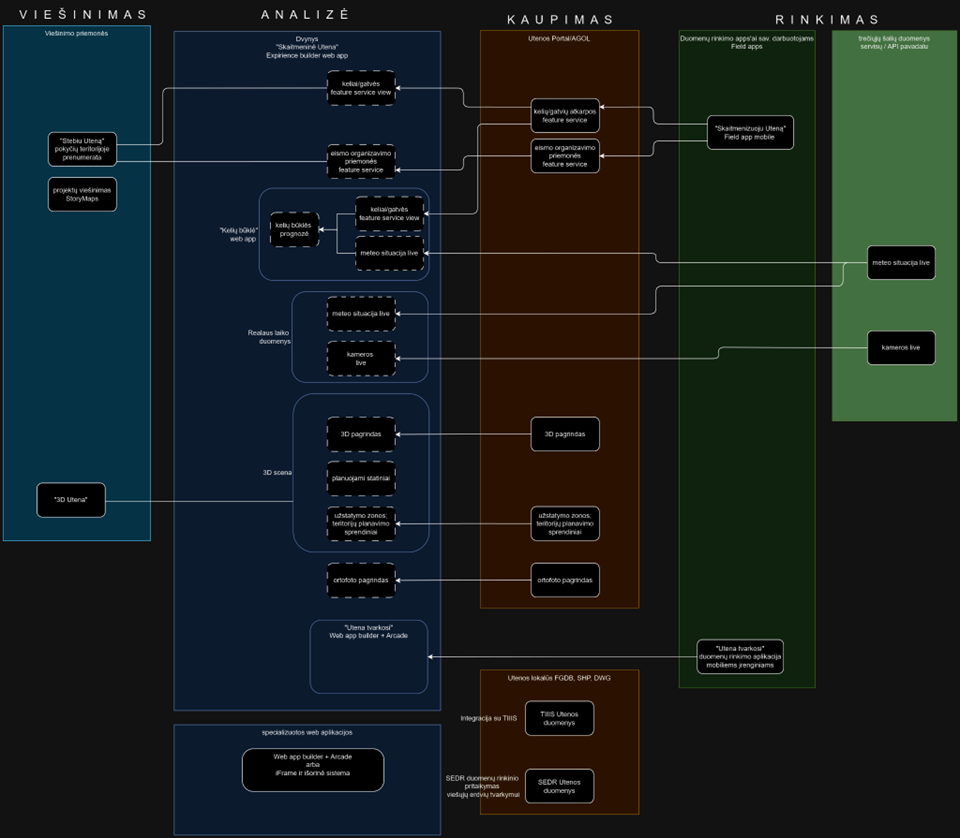 VIEŠINIMAS
ANALIZĖ
KAUPIMAS
RINKIMAS
Viešinimo priemonės
"Stebiu Uteną"
pokyčių teritorijoje
prenumerata
projektų viešinimas
StoryMaps
"3D Utena"
Dvynys
"Skaitmeninė Utena"
Expirience builder web app
keliai/gatvės
feature service view
eismo organizavimo
priemonės
feature service
"Kelių būklė"
web app
kelių būklės
prognozė
keliai/gatvės
feature service view
meteo situacija live
Realaus laiko
duomenys
meteo situacija live
kameros
live
3D scena
3D pagrindas
planuojami statiniai
užstatymo zonos;
teritorijų planavimo
sprendiniai
ortofoto pagrindas
"Utena tvarkosi"
Web app builder + Arcade
specializuotos web aplikacijos
Web app builder + Arcade
arba
iFrame ir išorinė sistema
Utenos Portal/AGOL
kelių/gatvių atkarpos
feature service
eismo organizavimo
priemonės
feature service
3D pagrindas
užstatymo zonos;
teritorijų planavimo
sprendiniai
ortofoto pagrindas
Utenos lokalūs FGDB, SHP, DWG
Integracija su TIIIS
TIIIS Utenos
duomenys
SEDR duomenų rinkinio
pritaikymas
viešųjų erdvių tvarkymui
SEDR Utenos
duomenys
Duomenų rinkimo apps'ai sav. darbuotojams
Field apps
"Skaitmenizuoju Uteną"
Field app mobile
"Utena tvarkosi"
duomenų rinkimo aplikacija
mobiliems įrenginiams
trečiųjų šalių duomenys
servisų / API pavadalu
meteo situacija live
kameros live